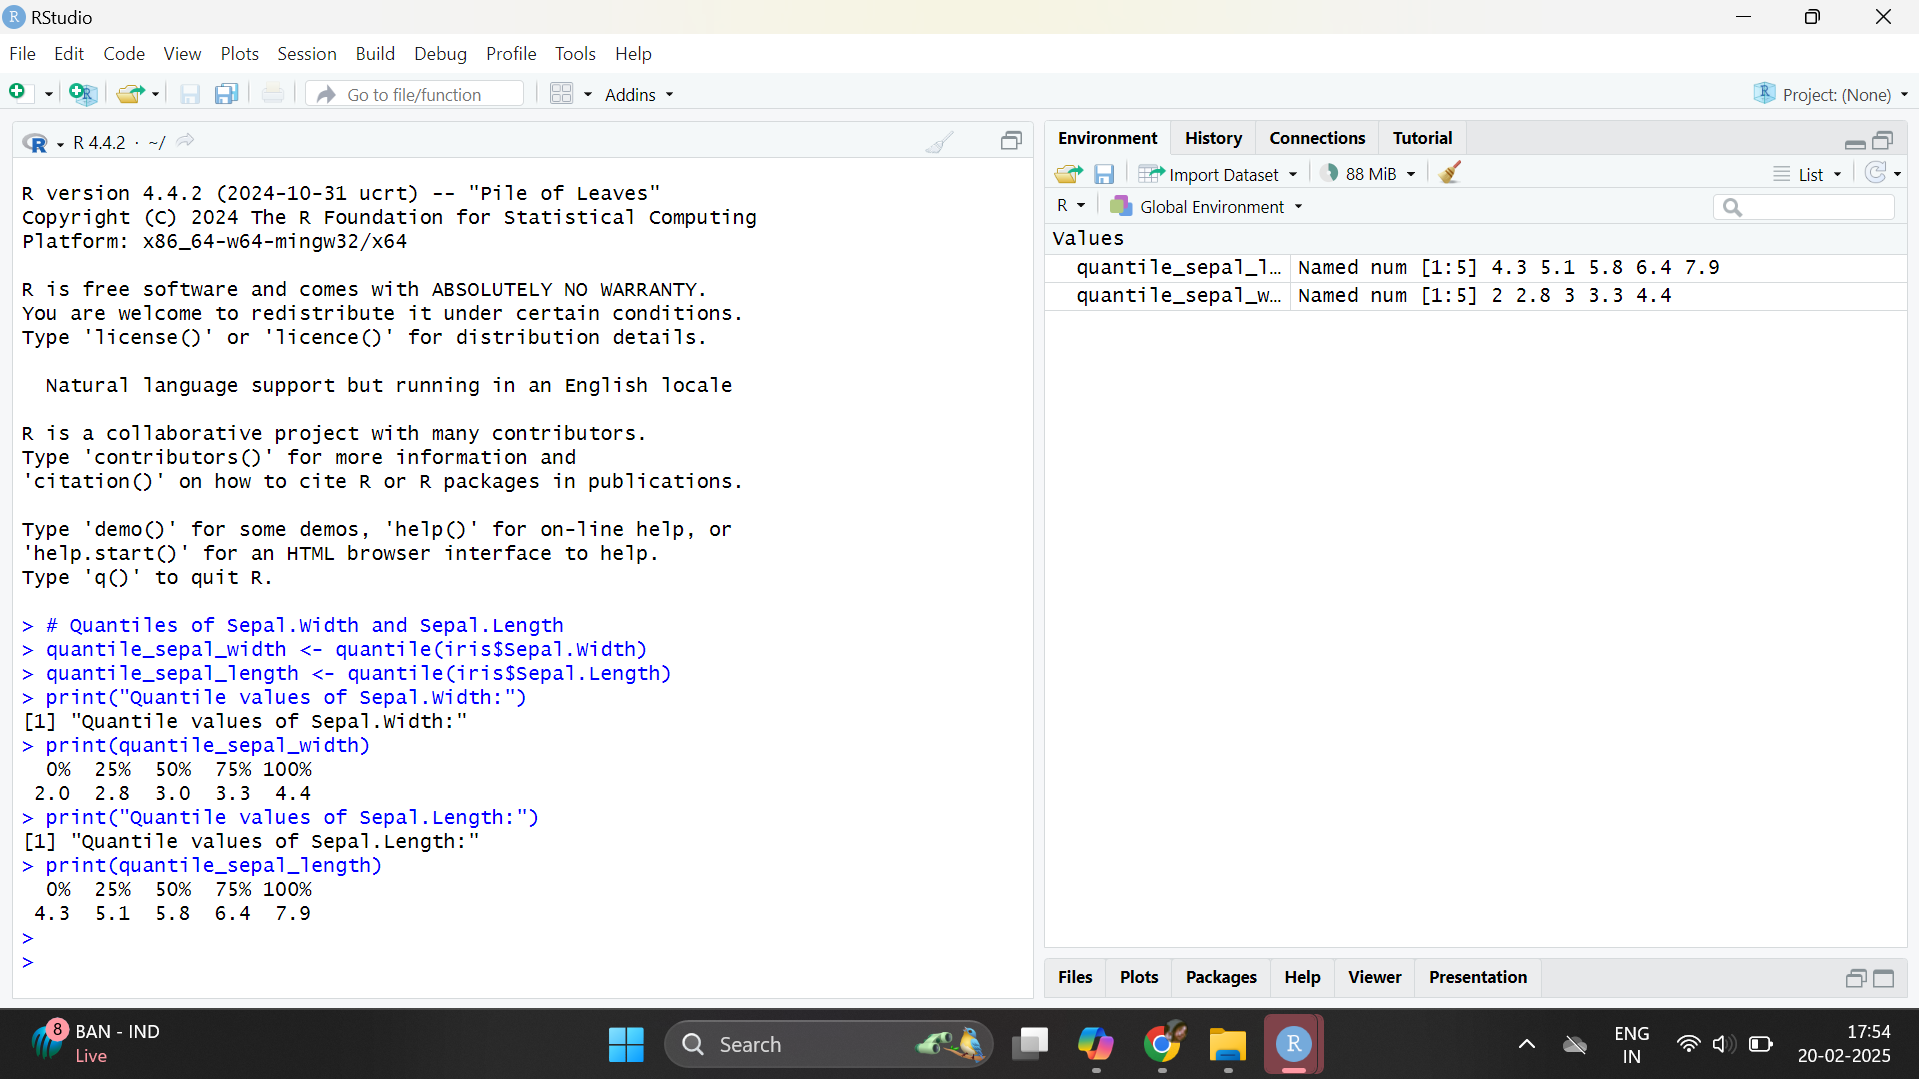 RStudio
File Edit Code View Plots Session Build Debug Profile Tools Help
Go to file/function Addins Project: (None)
R 4.4.2 · ~/
R version 4.4.2 (2024-10-31 ucrt) -- "Pile of Leaves"
Copyright (C) 2024 The R Foundation for Statistical Computing
Platform: x86_64-w64-mingw32/x64
R is free software and comes with ABSOLUTELY NO WARRANTY.
You are welcome to redistribute it under certain conditions.
Type 'license()' or 'licence()' for distribution details.
Natural language support but running in an English locale
R is a collaborative project with many contributors.
Type 'contributors()' for more information and
'citation()' on how to cite R or R packages in publications.
Type 'demo()' for some demos, 'help()' for on-line help, or
'help.start()' for an HTML browser interface to help.
Type 'q()' to quit R.
> # Quantiles of Sepal.Width and Sepal.Length
> quantile_sepal_width <- quantile(iris$Sepal.Width)
> quantile_sepal_length <- quantile(iris$Sepal.Length)
> print("Quantile values of Sepal.Width:")
[1] "Quantile values of Sepal.Width:"
> print(quantile_sepal_width)
0% 25% 50% 75% 100%
2.0 2.8 3.0 3.3 4.4
> print("Quantile values of Sepal.Length:")
[1] "Quantile values of Sepal.Length:"
> print(quantile_sepal_length)
0% 25% 50% 75% 100%
4.3 5.1 5.8 6.4 7.9
>
>
Environment History Connections Tutorial
Import Dataset 88 MiB List
R Global Environment
Values
quantile_sepal_l… Named num [1:5] 4.3 5.1 5.8 6.4 7.9
quantile_sepal_w… Named num [1:5] 2 2.8 3 3.3 4.4
Files Plots Packages Help Viewer Presentation
8 BAN - IND
Live
Search
ENG
IN
17:54
20-02-2025